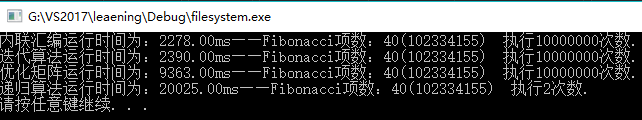 G:\VS2017\leaening\Debug\filesystem.exe
内联汇编运行时间为：2278.00ms——Fibonacci项数：40(102334155)  执行10000000次数.
迭代算法运行时间为：2390.00ms——Fibonacci项数：40(102334155)  执行10000000次数.
优化矩阵运行时间为：9363.00ms——Fibonacci项数：40(102334155)  执行10000000次数.
递归算法运行时间为：20025.00ms——Fibonacci项数：40(102334155)  执行2次数.
请按任意键继续. . .